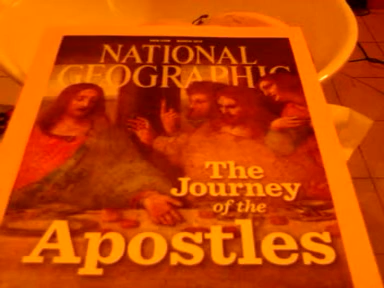 NATIONAL
GEOGRAPHIC
The
Journey
of the
Apostles